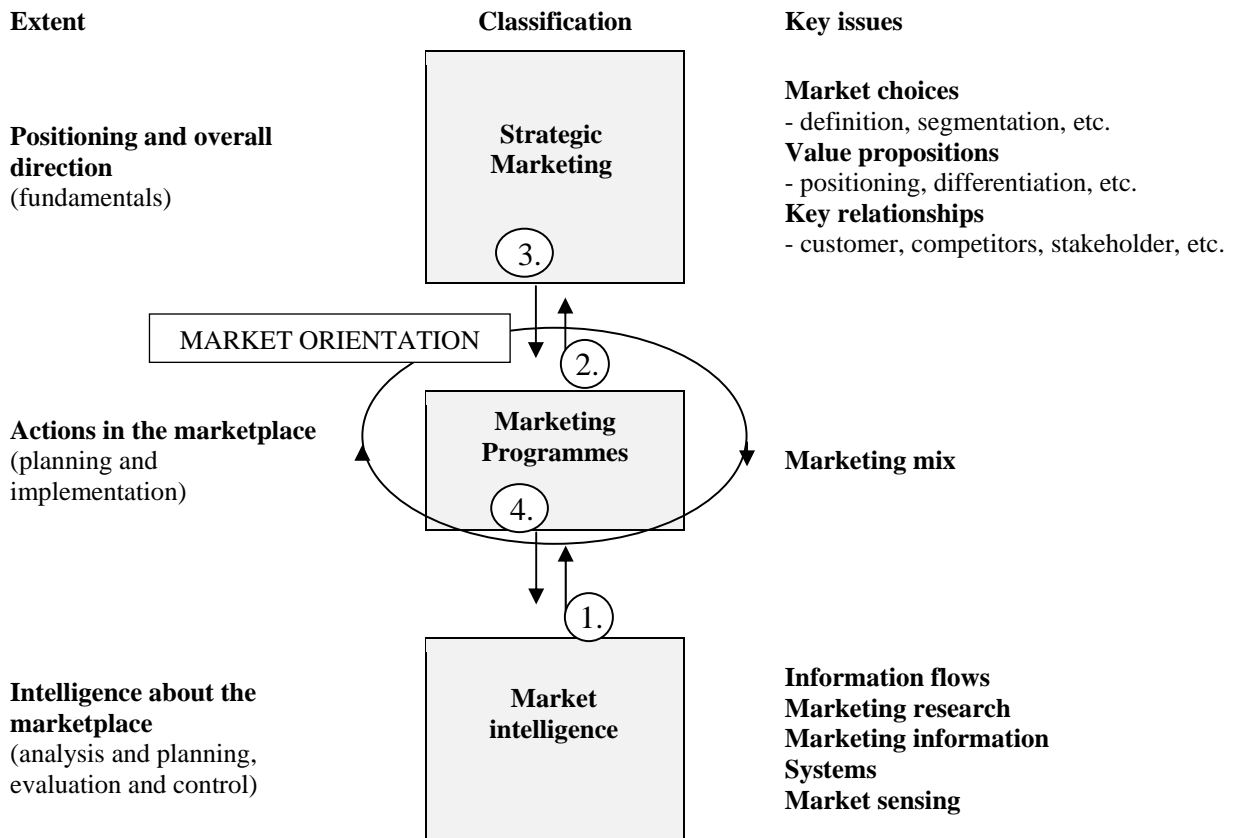 Extent
Classification
Key issues
Positioning and overall
direction
(fundamentals)
Strategic
Marketing
3.
Market choices
- definition, segmentation, etc.
Value propositions
- positioning, differentiation, etc.
Key relationships
- customer, competitors, stakeholder, etc.
MARKET ORIENTATION
2.
Actions in the marketplace
(planning and
implementation)
Marketing
Programmes
4.
Marketing mix
1.
Intelligence about the
marketplace
(analysis and planning,
evaluation and control)
Market
intelligence
Information flows
Marketing research
Marketing information
Systems
Market sensing